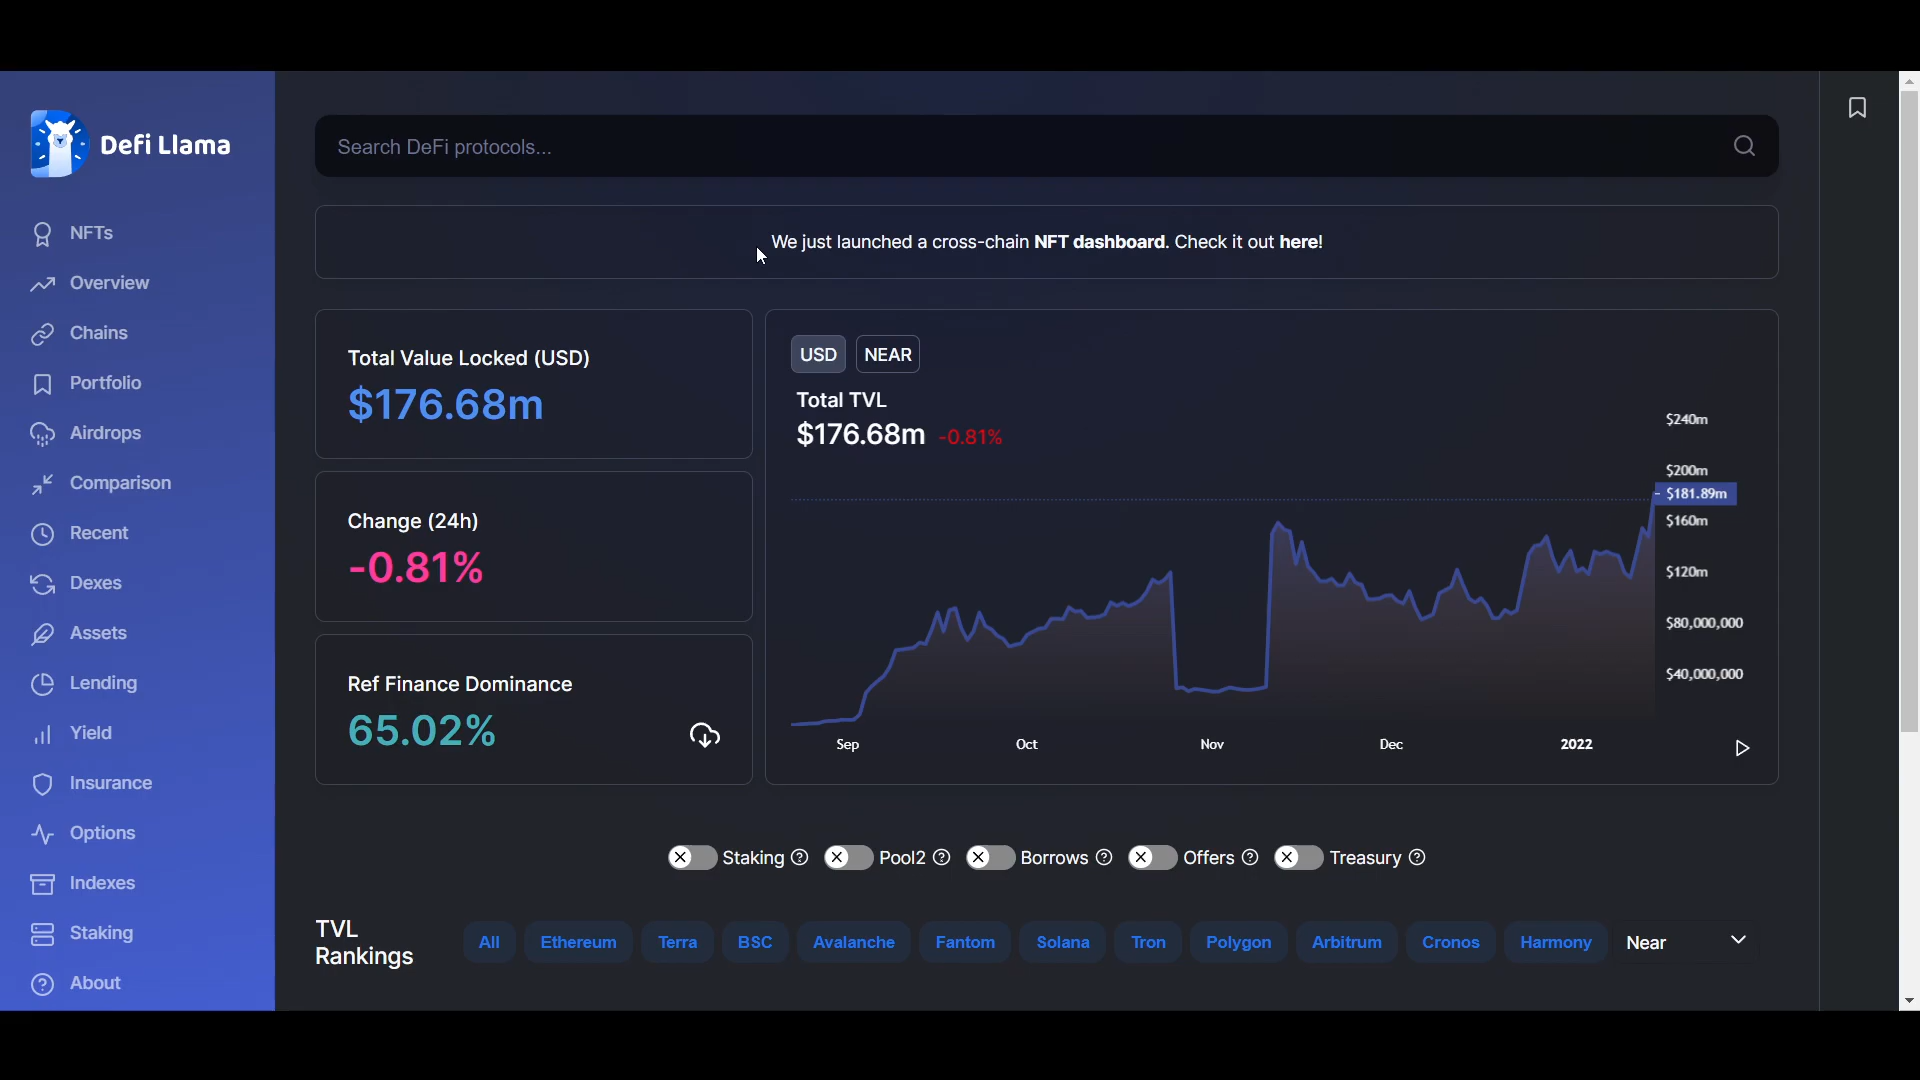 Defi Llama
NFTs
Overview
Chains
Portfolio
Airdrops
Comparison
Recent
Dexes
Assets
Lending
Yield
Insurance
Options
Indexes
Staking
About
Search DeFi protocols...
We just launched a cross-chain NFT dashboard. Check it out here!
Total Value Locked (USD)
$176.68m
Change (24h)
-0.81%
Ref Finance Dominance
65.02%
USD NEAR
Total TVL
$176.68m -0.81%
$240m
$200m
$181.89m
$160m
$120m
$80,000,000
$40,000,000
Sep Oct Nov Dec 2022
Staking Pool2 Borrows Offers Treasury
TVL
Rankings
All Ethereum Terra BSC Avalanche Fantom Solana Tron Polygon Arbitrum Cronos Harmony Near